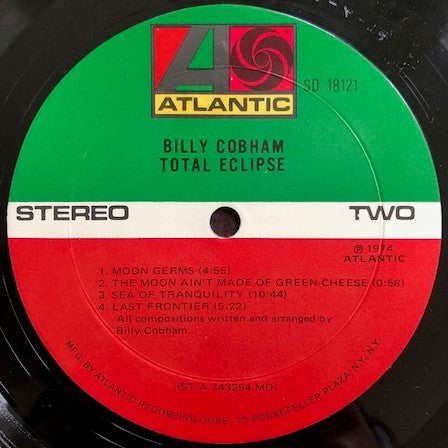 ATLANTIC
SD 18121
BILLY COBHAM
TOTAL ECLIPSE
STEREO
TWO
℗ 1974
ATLANTIC
1. MOON GERMS (4:55)
2. THE MOON AIN'T MADE OF GREEN CHEESE (0:58)
3. SEA OF TRANQUILITY (10:44)
4. LAST FRONTIER (5:22)
All compositions written and arranged by
Billy Cobham.
(ST A 743254-MO)
MFG. BY ATLANTIC RECORDING CORP., 75 ROCKEFELLER PLAZA, N.Y., N.Y.